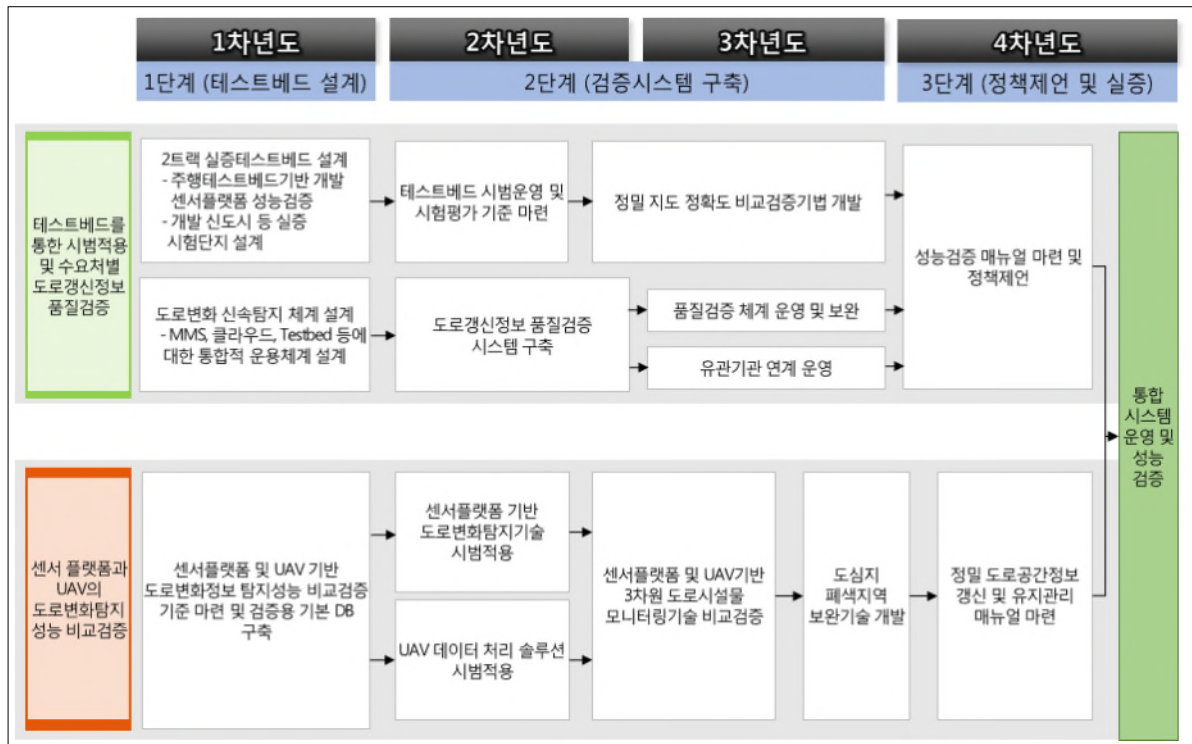 1차년도
2차년도
3차년도
4차년도
1단계 (테스트베드 설계)
2단계 (검증시스템 구축)
3단계 (정책제언 및 실증)
테스트베드를
통한 시범적용
및 수요처별
도로갱신정보
품질검증
2트랙 실증테스트베드 설계
- 주행테스트베드기반 개발
센서플랫폼 성능검증
- 개발 신도시 등 실증
시험단지 설계
테스트베드 시범운영 및
시험평가 기준 마련
정밀 지도 정확도 비교검증기법 개발
성능검증 매뉴얼 마련 및
정책제언
도로변화 신속탐지 체계 설계
- MMS, 클라우드, Testbed 등에
대한 통합적 운용체계 설계
도로갱신정보 품질검증
시스템 구축
품질검증 체계 운영 및 보완
유관기관 연계 운영
통합
시스템
운영 및
성능
검증
센서 플랫폼과
UAV의
도로변화탐지
성능 비교검증
센서플랫폼 및 UAV 기반
도로변화정보 탐지성능 비교검증
기준 마련 및 검증용 기본 DB
구축
센서플랫폼 기반
도로변화탐지기술
시범적용
UAV 데이터 처리 솔루션
시범적용
센서플랫폼 및 UAV기반
3차원 도로시설물
모니터링기술 비교검증
도심지
폐색지역
보완기술 개발
정밀 도로공간정보
갱신 및 유지관리
매뉴얼 마련